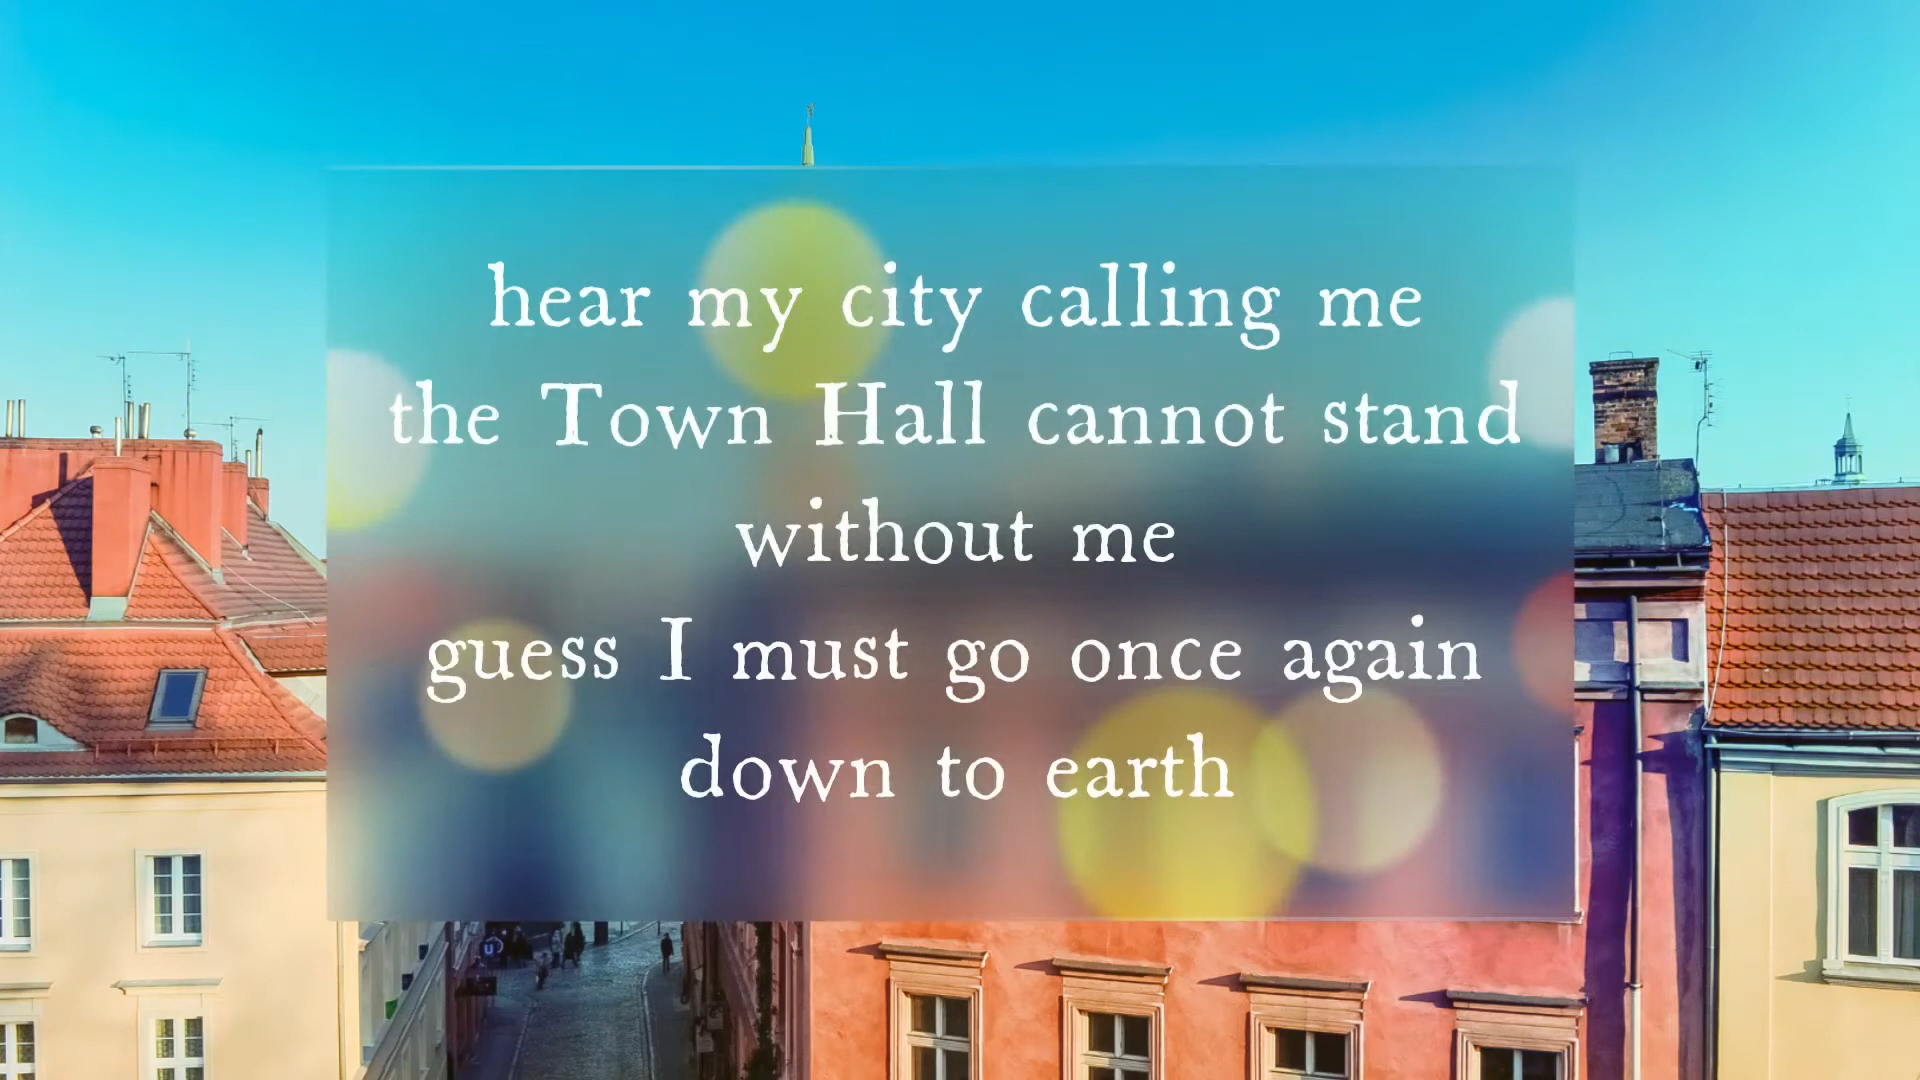 hear my city calling me
the Town Hall cannot stand
without me
guess I must go once again
down to earth